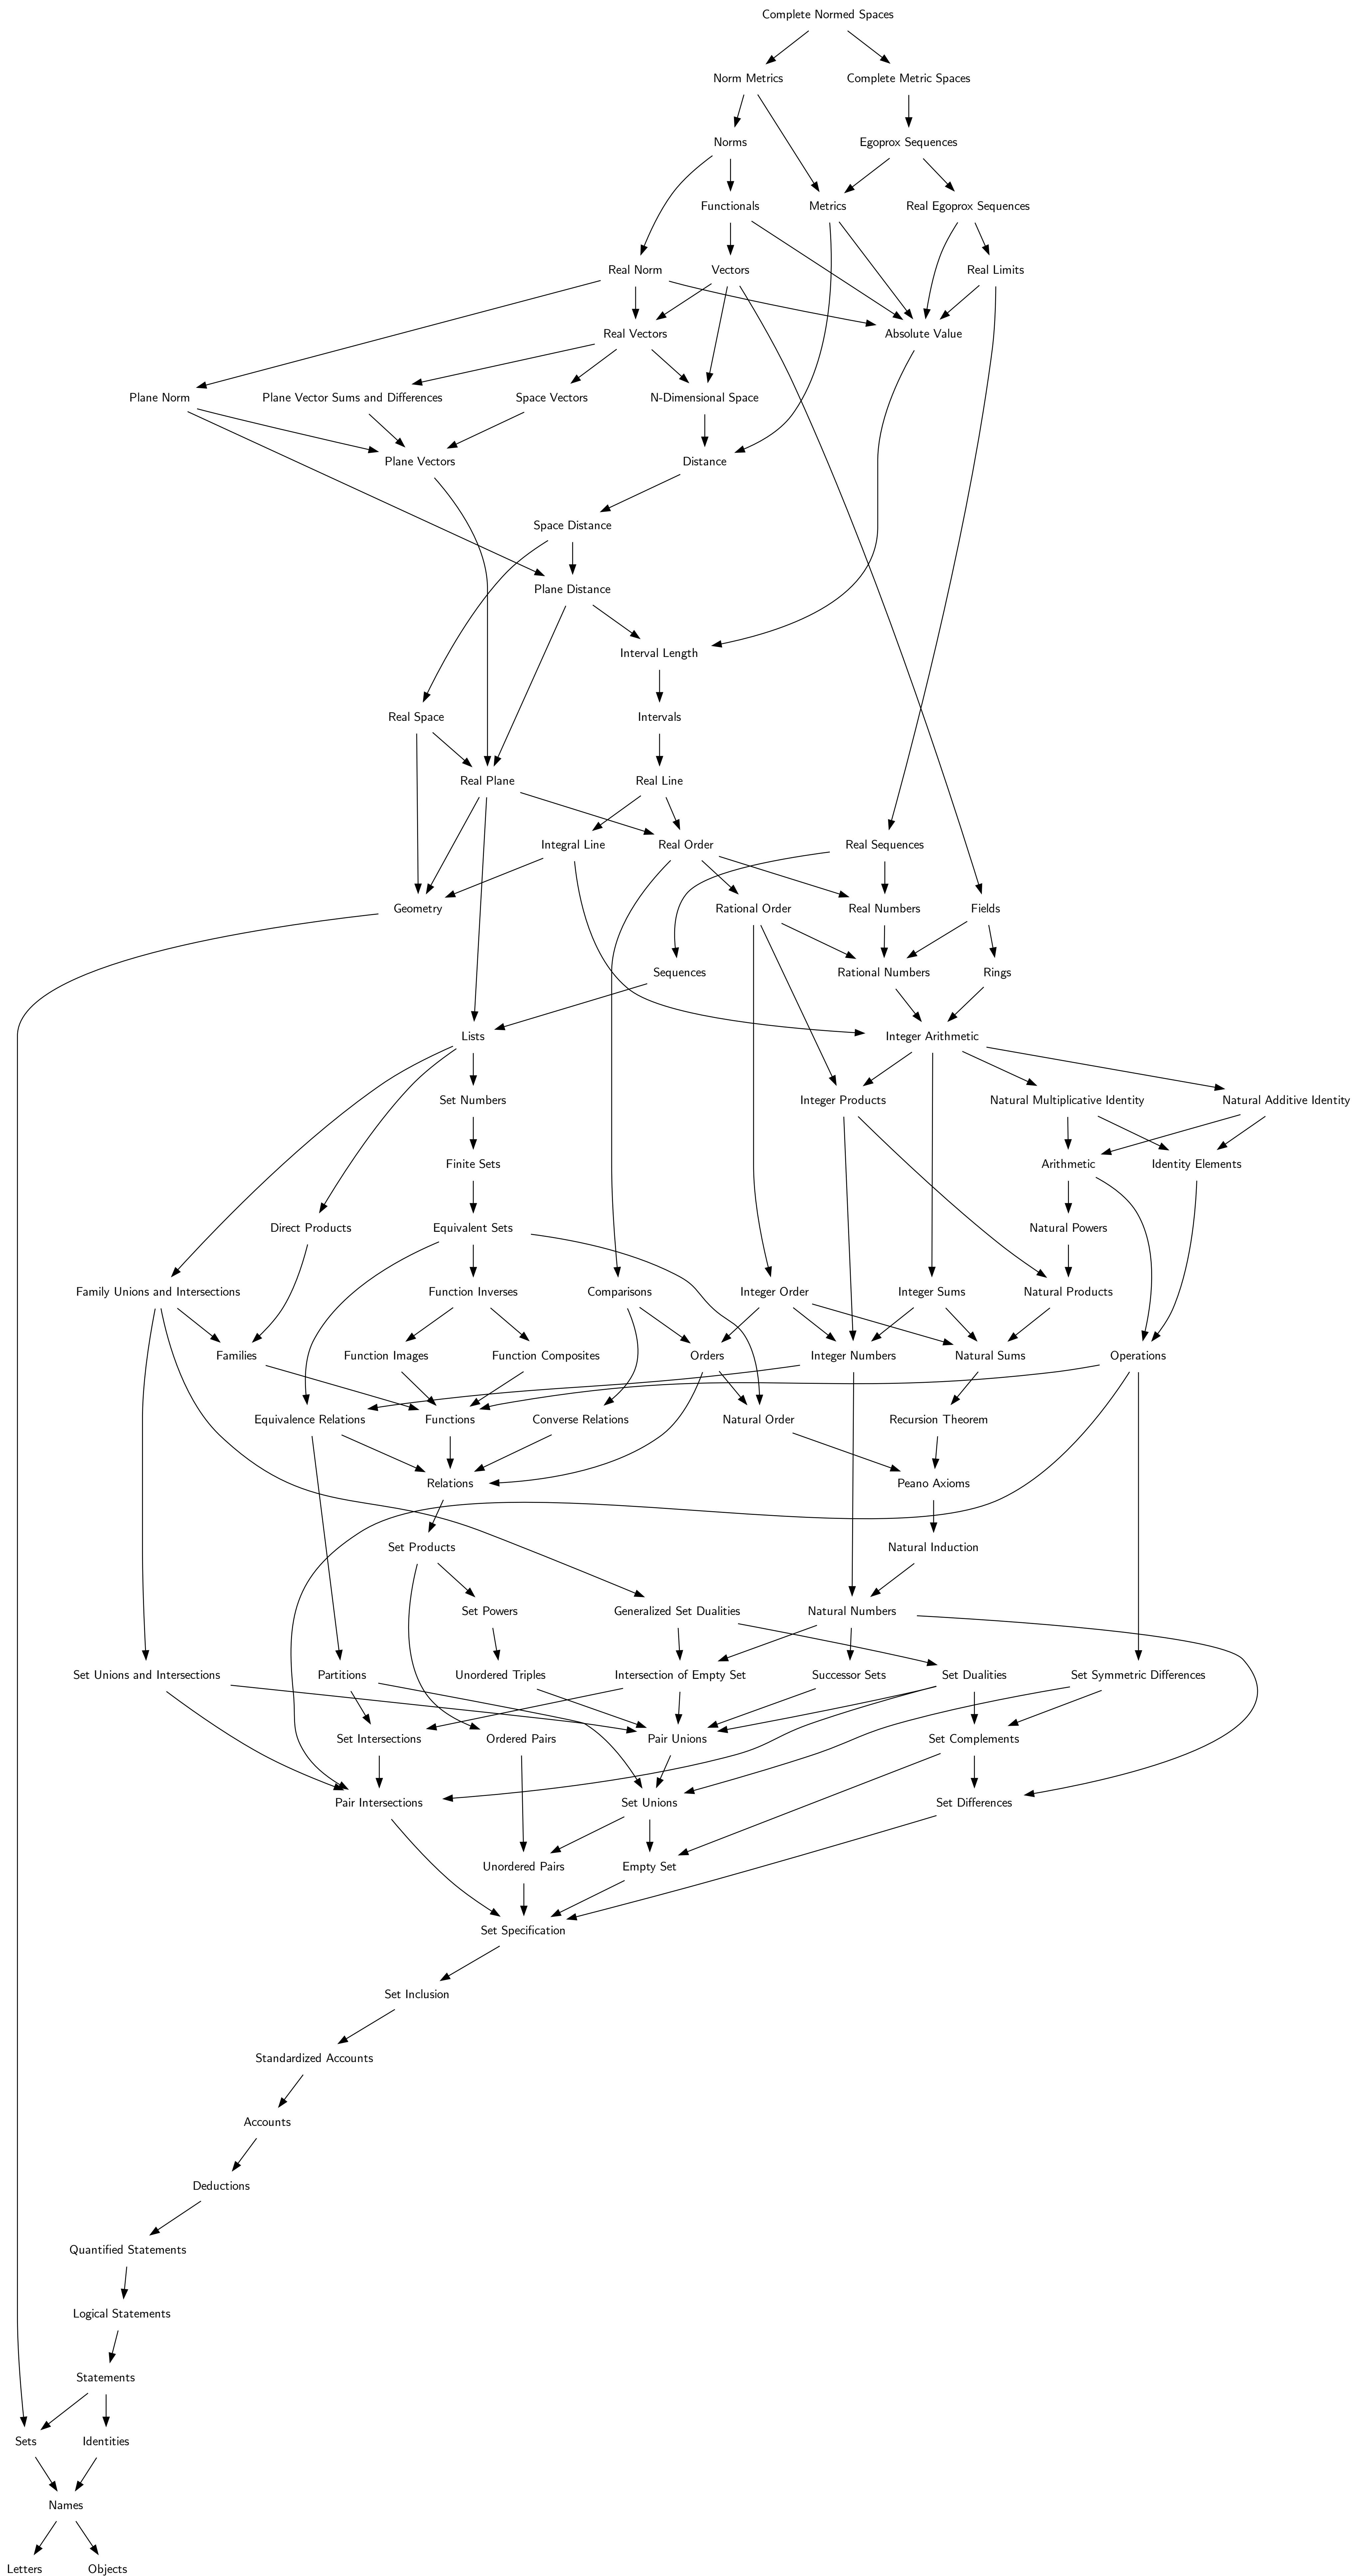 Complete Normed Spaces
Norm Metrics
Complete Metric Spaces
Norms
Egoprox Sequences
Functionals
Metrics
Real Egoprox Sequences
Real Norm
Vectors
Real Limits
Real Vectors
Absolute Value
Plane Norm
Plane Vector Sums and Differences
Space Vectors
N-Dimensional Space
Plane Vectors
Distance
Space Distance
Plane Distance
Interval Length
Real Space
Intervals
Real Plane
Real Line
Integral Line
Real Order
Real Sequences
Geometry
Rational Order
Real Numbers
Fields
Sequences
Rational Numbers
Rings
Lists
Integer Arithmetic
Set Numbers
Integer Products
Natural Multiplicative Identity
Natural Additive Identity
Finite Sets
Arithmetic
Identity Elements
Direct Products
Equivalent Sets
Natural Powers
Family Unions and Intersections
Function Inverses
Comparisons
Integer Order
Integer Sums
Natural Products
Families
Function Images
Function Composites
Orders
Integer Numbers
Natural Sums
Operations
Equivalence Relations
Functions
Converse Relations
Natural Order
Recursion Theorem
Relations
Peano Axioms
Set Products
Natural Induction
Set Powers
Generalized Set Dualities
Natural Numbers
Set Unions and Intersections
Partitions
Unordered Triples
Intersection of Empty Set
Successor Sets
Set Dualities
Set Symmetric Differences
Set Intersections
Ordered Pairs
Pair Unions
Set Complements
Pair Intersections
Set Unions
Set Differences
Unordered Pairs
Empty Set
Set Specification
Set Inclusion
Standardized Accounts
Accounts
Deductions
Quantified Statements
Logical Statements
Statements
Sets
Identities
Names
Letters
Objects